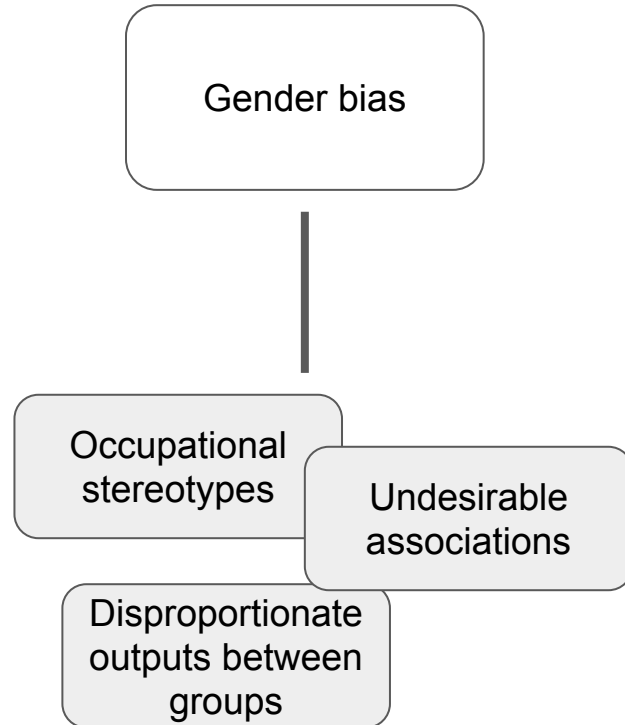 Gender bias
Occupational
stereotypes
Undesirable
associations
Disproportionate
outputs between
groups